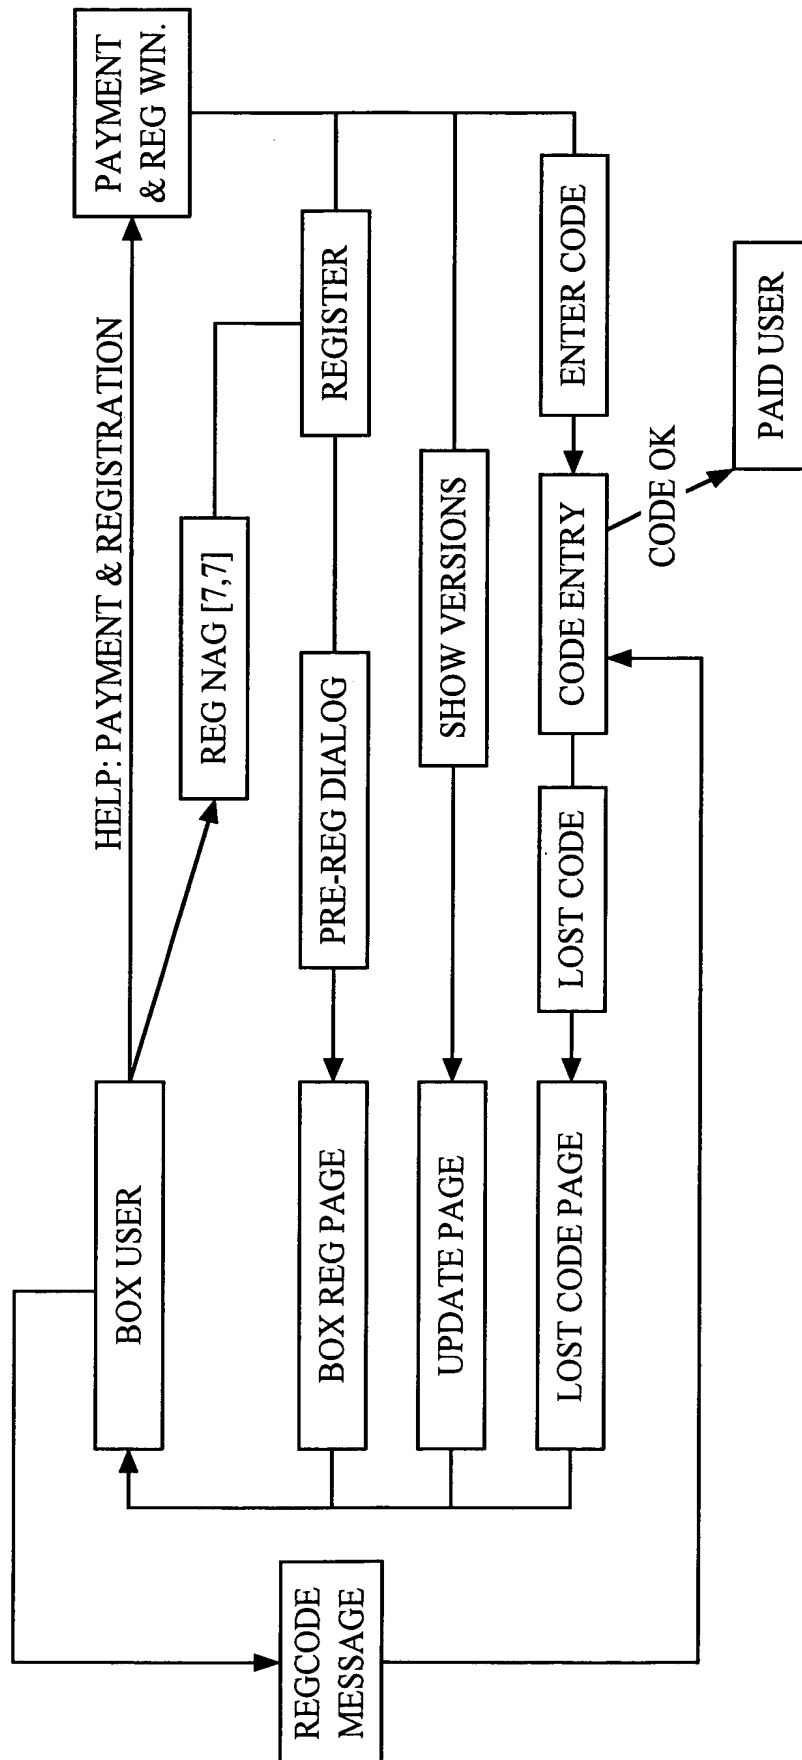 PAYMENT
& REG WIN.
HELP: PAYMENT & REGISTRATION
BOX USER
REG NAG [7,7]
REGISTER
PRE-REG DIALOG
BOX REG PAGE
REGCODE
MESSAGE
SHOW VERSIONS
UPDATE PAGE
ENTER CODE
CODE ENTRY
LOST CODE
LOST CODE PAGE
CODE OK
PAID USER